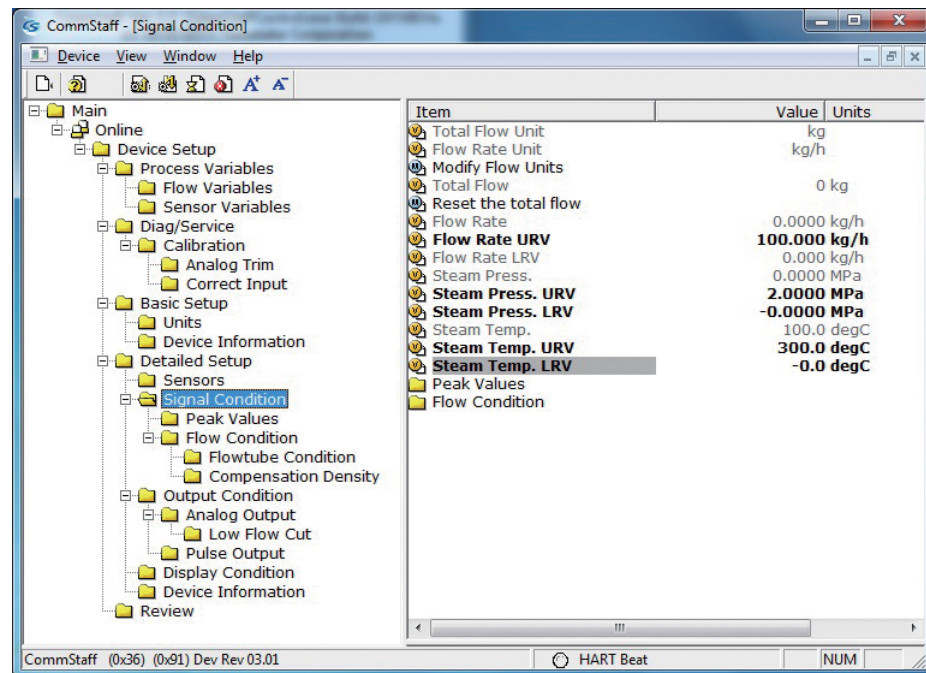 CommStaff - [Signal Condition]
Device View Window Help
Main
Online
Device Setup
Process Variables
Flow Variables
Sensor Variables
Diag/Service
Calibration
Analog Trim
Correct Input
Basic Setup
Units
Device Information
Detailed Setup
Sensors
Signal Condition
Peak Values
Flow Condition
Flowtube Condition
Compensation Density
Output Condition
Analog Output
Low Flow Cut
Pulse Output
Display Condition
Device Information
Review
Item Value Units
Total Flow Unit kg
Flow Rate Unit kg/h
Modify Flow Units
Total Flow 0 kg
Reset the total flow
Flow Rate 0.0000 kg/h
Flow Rate URV 100.000 kg/h
Flow Rate LRV 0.000 kg/h
Steam Press. 0.0000 MPa
Steam Press. URV 2.0000 MPa
Steam Press. LRV -0.0000 MPa
Steam Temp. 100.0 degC
Steam Temp. URV 300.0 degC
Steam Temp. LRV -0.0 degC
Peak Values
Flow Condition
CommStaff (0x36) (0x91) Dev Rev 03.01 HART Beat NUM